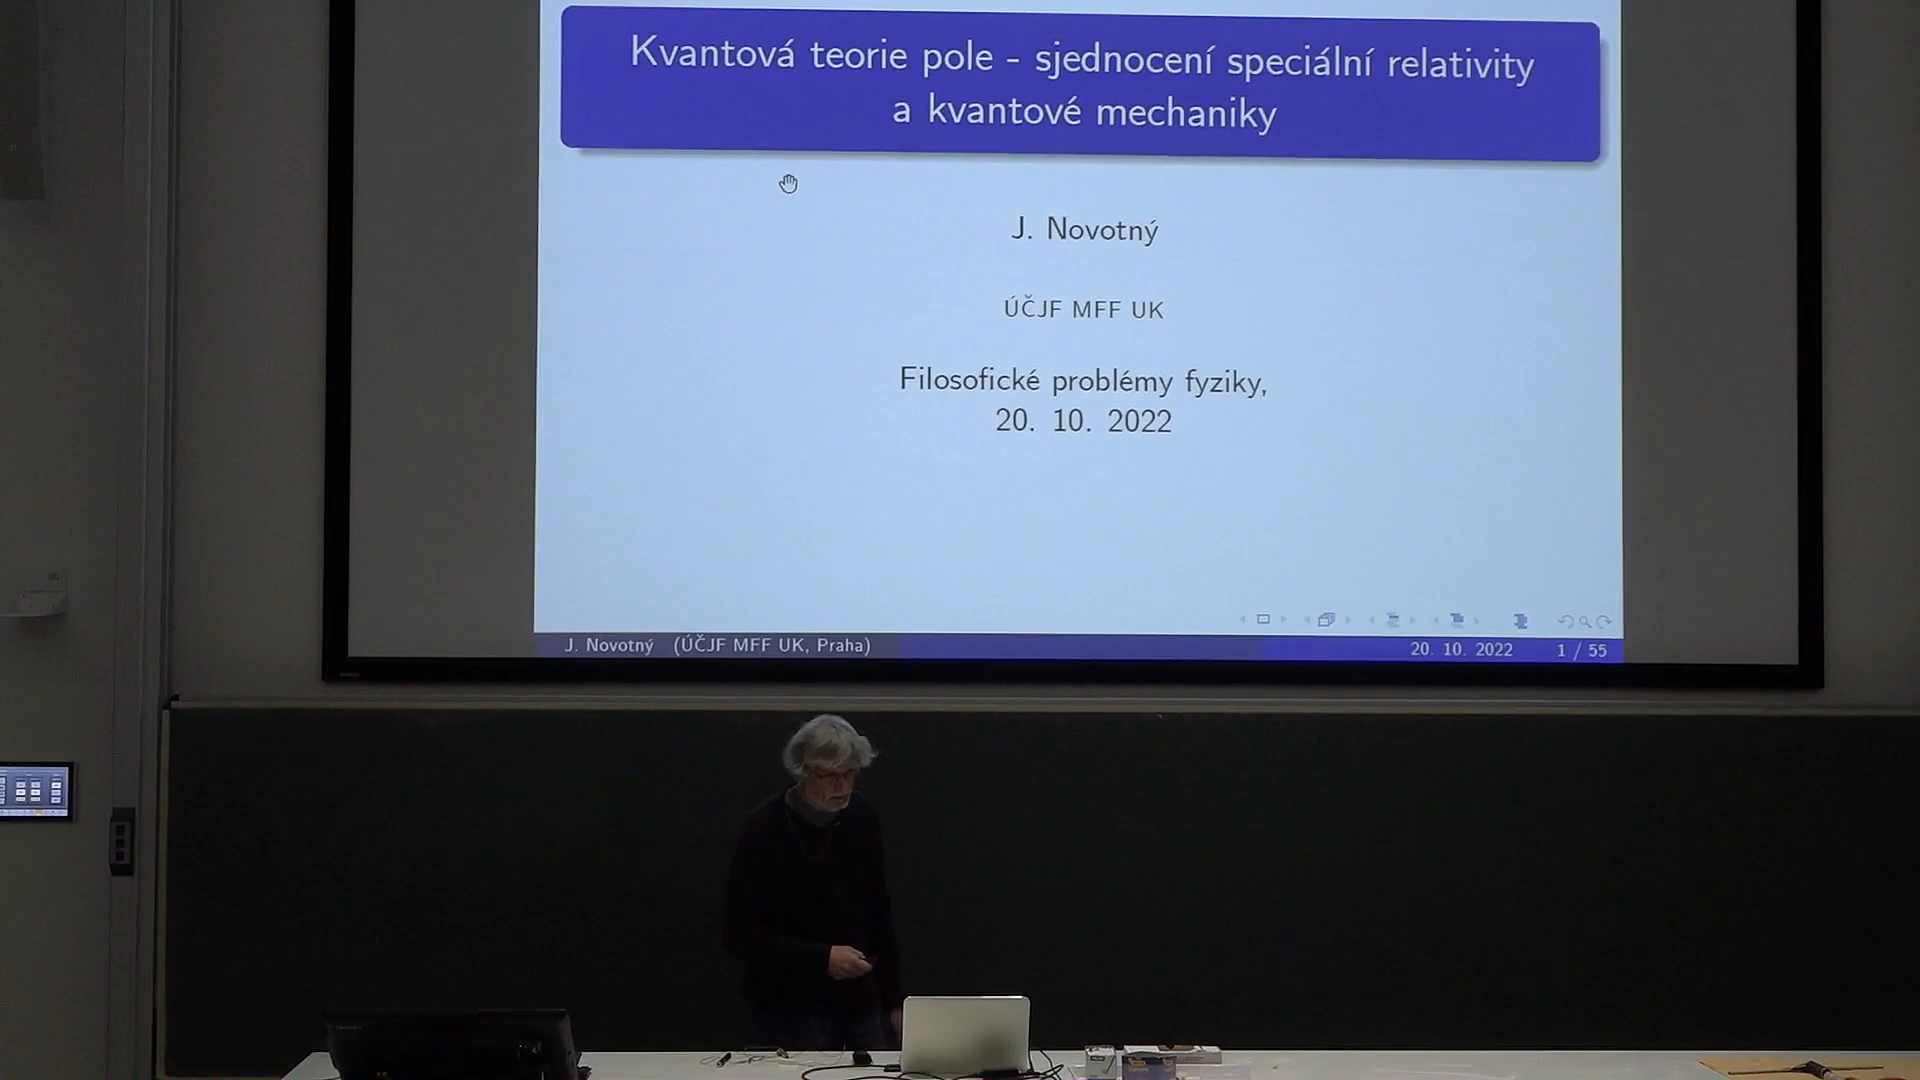 Kvantová teorie pole - sjednocení speciální relativity
a kvantové mechaniky
J. Novotný
ÚČJF MFF UK
Filosofické problémy fyziky,
20. 10. 2022
J. Novotný (ÚČJF MFF UK, Praha)
20. 10. 2022
1 / 55